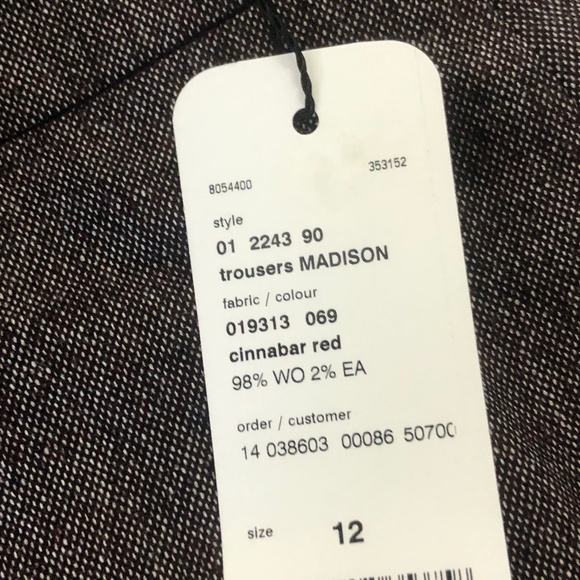 8054400 353152
style
01 2243 90
trousers MADISON
fabric / colour
019313 069
cinnabar red
98% WO 2% EA
order / customer
14 038603 00086 50700
size 12